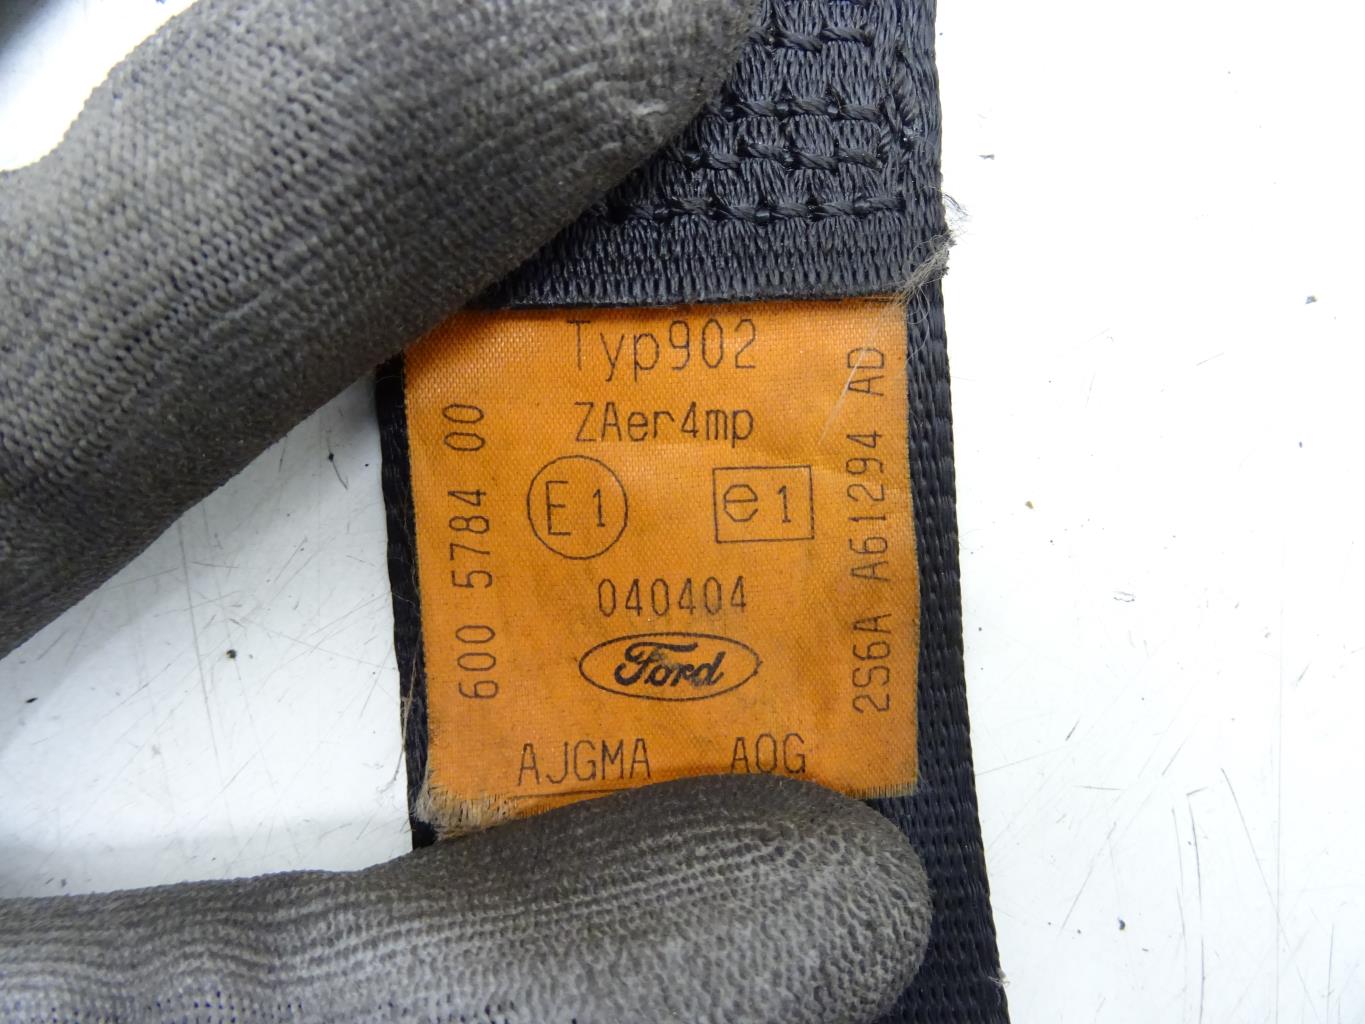 Typ902
ZAer4mp
E1 e1
040404
Ford
AJGMA AOG
600 5784 00
2S6A A61294 AD